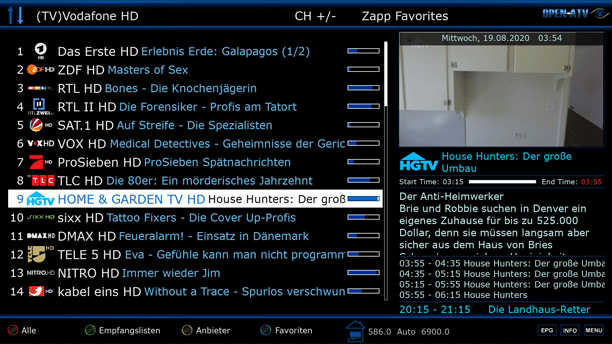 (TV)Vodafone HD CH +/- Zapp Favorites OPEN-ATV
Mittwoch, 19.08.2020 03:54
1 Das Erste HD Erlebnis Erde: Galapagos (1/2)
2 ZDF HD Masters of Sex
3 RTL HD Bones - Die Knochenjägerin
4 RTL II HD Die Forensiker - Profis am Tatort
5 SAT.1 HD Auf Streife - Die Spezialisten
6 VOX HD Medical Detectives - Geheimnisse der Geric
7 ProSieben HD ProSieben Spätnachrichten
8 TLC HD Die 80er: Ein mörderisches Jahrzehnt
9 HGTV HOME & GARDEN TV HD House Hunters: Der groß
10 sixx HD Tattoo Fixers - Die Cover Up-Profis
11 DMAX HD Feueralarm! - Einsatz in Dänemark
12 TELE 5 HD Eva - Gefühle kann man nicht programm
13 NITRO HD Immer wieder Jim
14 kabel eins HD Without a Trace - Spurlos verschwun
HGTV House Hunters: Der große
Umbau
Start Time: 03:15 End Time: 03:55
Der Anti-Heimwerker
Brie und Robbie suchen in Denver ein
eigenes Zuhause für bis zu 525.000
Dollar, denn sie müssen langsam aber
sicher aus dem Haus von Bries
03:55 - 04:35 House Hunters: Der große Umba
04:35 - 05:15 House Hunters: Der große Umba
05:15 - 05:55 House Hunters: Der große Umba
05:55 - 06:15 House Hunters
20:15 - 21:15 Die Landhaus-Retter
Alle Empfangslisten Anbieter Favoriten 586.0 Auto 6900.0 EPG INFO MENU